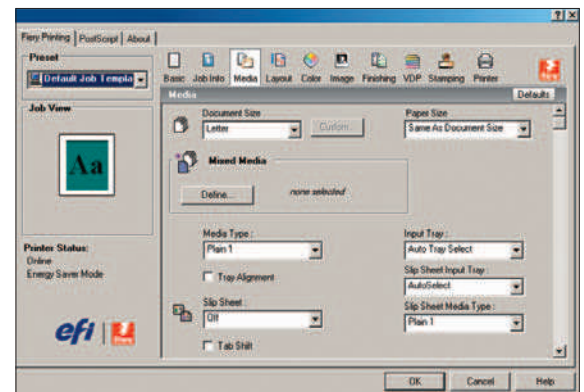 Fiery Printing PostScript About
Preset
Default Job Templa
Basic Job Info Media Layout Color Image Finishing VDP Stamping Printer
Media Defaults
Job View
Aa
Document Size Paper Size
Letter Custom... Same As Document Size
Mixed Media
Define... none selected
Media Type : Input Tray :
Plain 1 Auto Tray Select
Tray Alignment Slip Sheet Input Tray :
AutoSelect
Slip Sheet : Slip Sheet Media Type :
Off Plain 1
Tab Shift
Printer Status:
Online
Energy Saver Mode
efi
OK Cancel Help